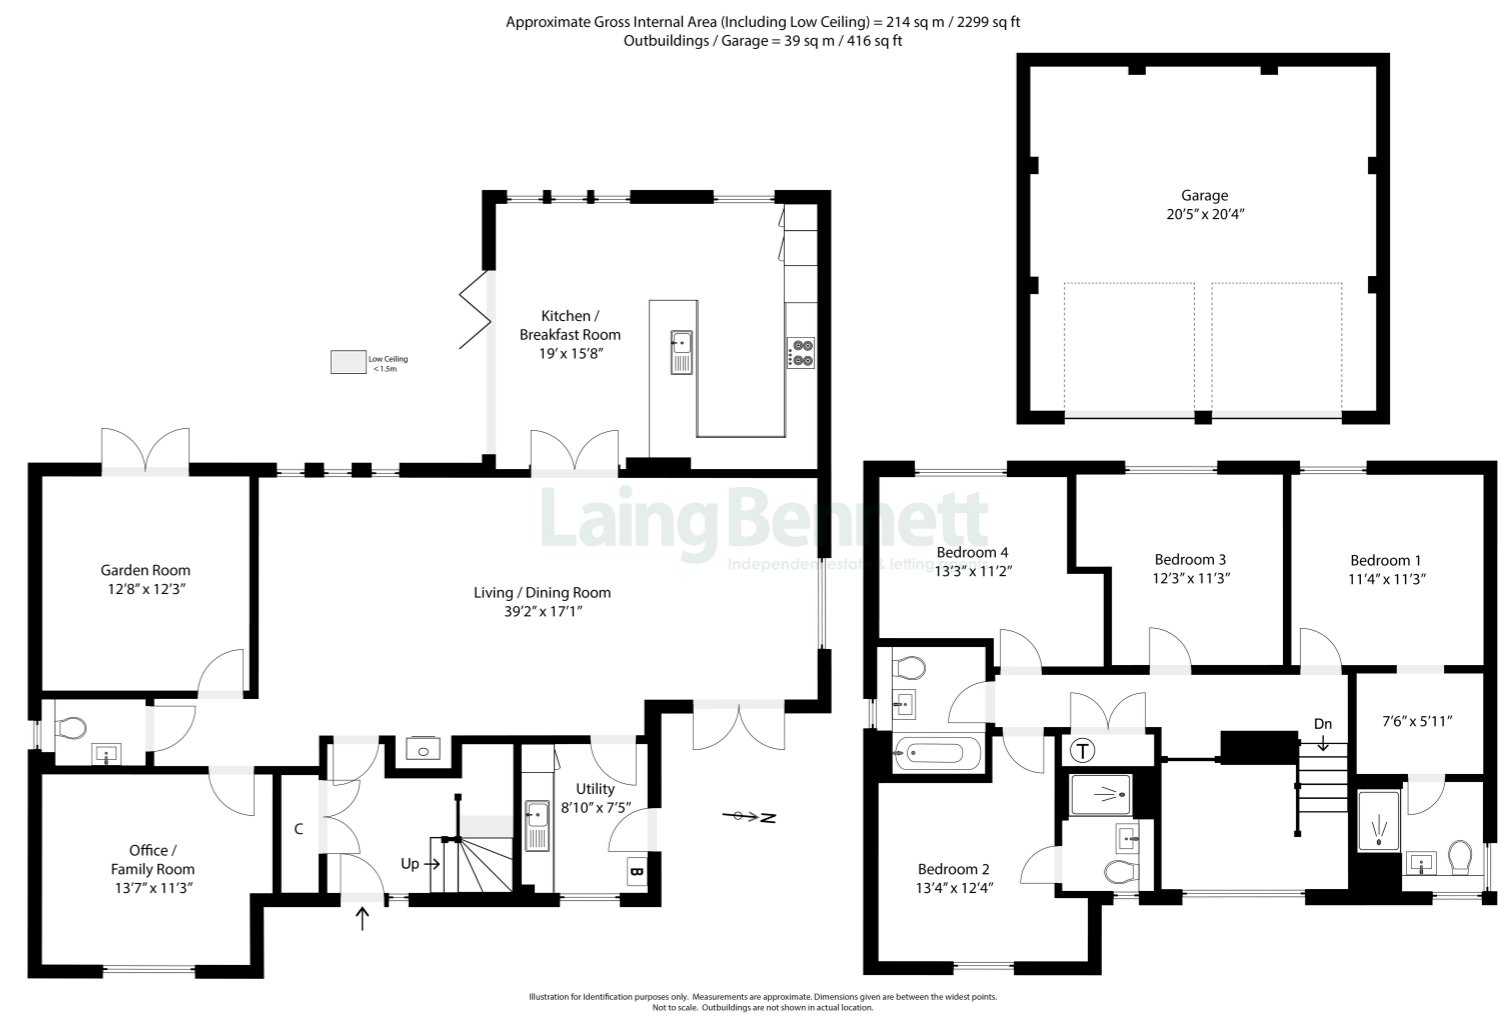 Approximate Gross Internal Area (Including Low Ceiling) = 214 sq m / 2299 sq ft
Outbuildings / Garage = 39 sq m / 416 sq ft
Garage
20'5" x 20'4"
Kitchen /
Breakfast Room
19' x 15'8"
Low Ceiling
< 1.5m
Laing Bennett
Independent estate & letting agents
Garden Room
12'8" x 12'3"
Living / Dining Room
39'2" x 17'1"
Bedroom 4
13'3" x 11'2"
Bedroom 3
12'3" x 11'3"
Bedroom 1
11'4" x 11'3"
7'6" x 5'11"
Dn
T
Utility
8'10" x 7'5"
C
Up
B
N
Office /
Family Room
13'7" x 11'3"
Bedroom 2
13'4" x 12'4"
Illustration for Identification purposes only. Measurements are approximate. Dimensions given are between the widest points.
Not to scale. Outbuildings are not shown in actual location.